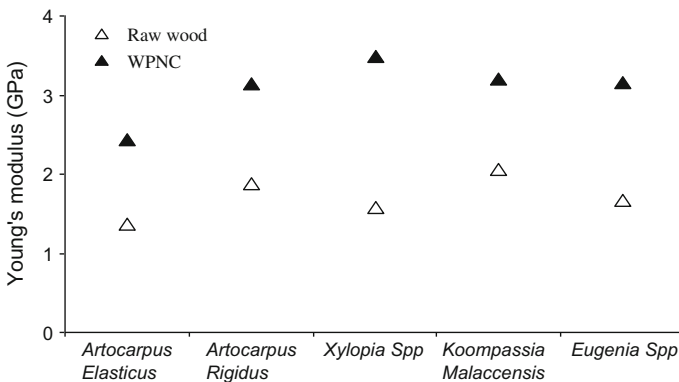 4
Raw wood
WPNC
3
2
1
0
Young's modulus (GPa)
Artocarpus Elasticus
Artocarpus Rigidus
Xylopia Spp
Koompassia Malaccensis
Eugenia Spp